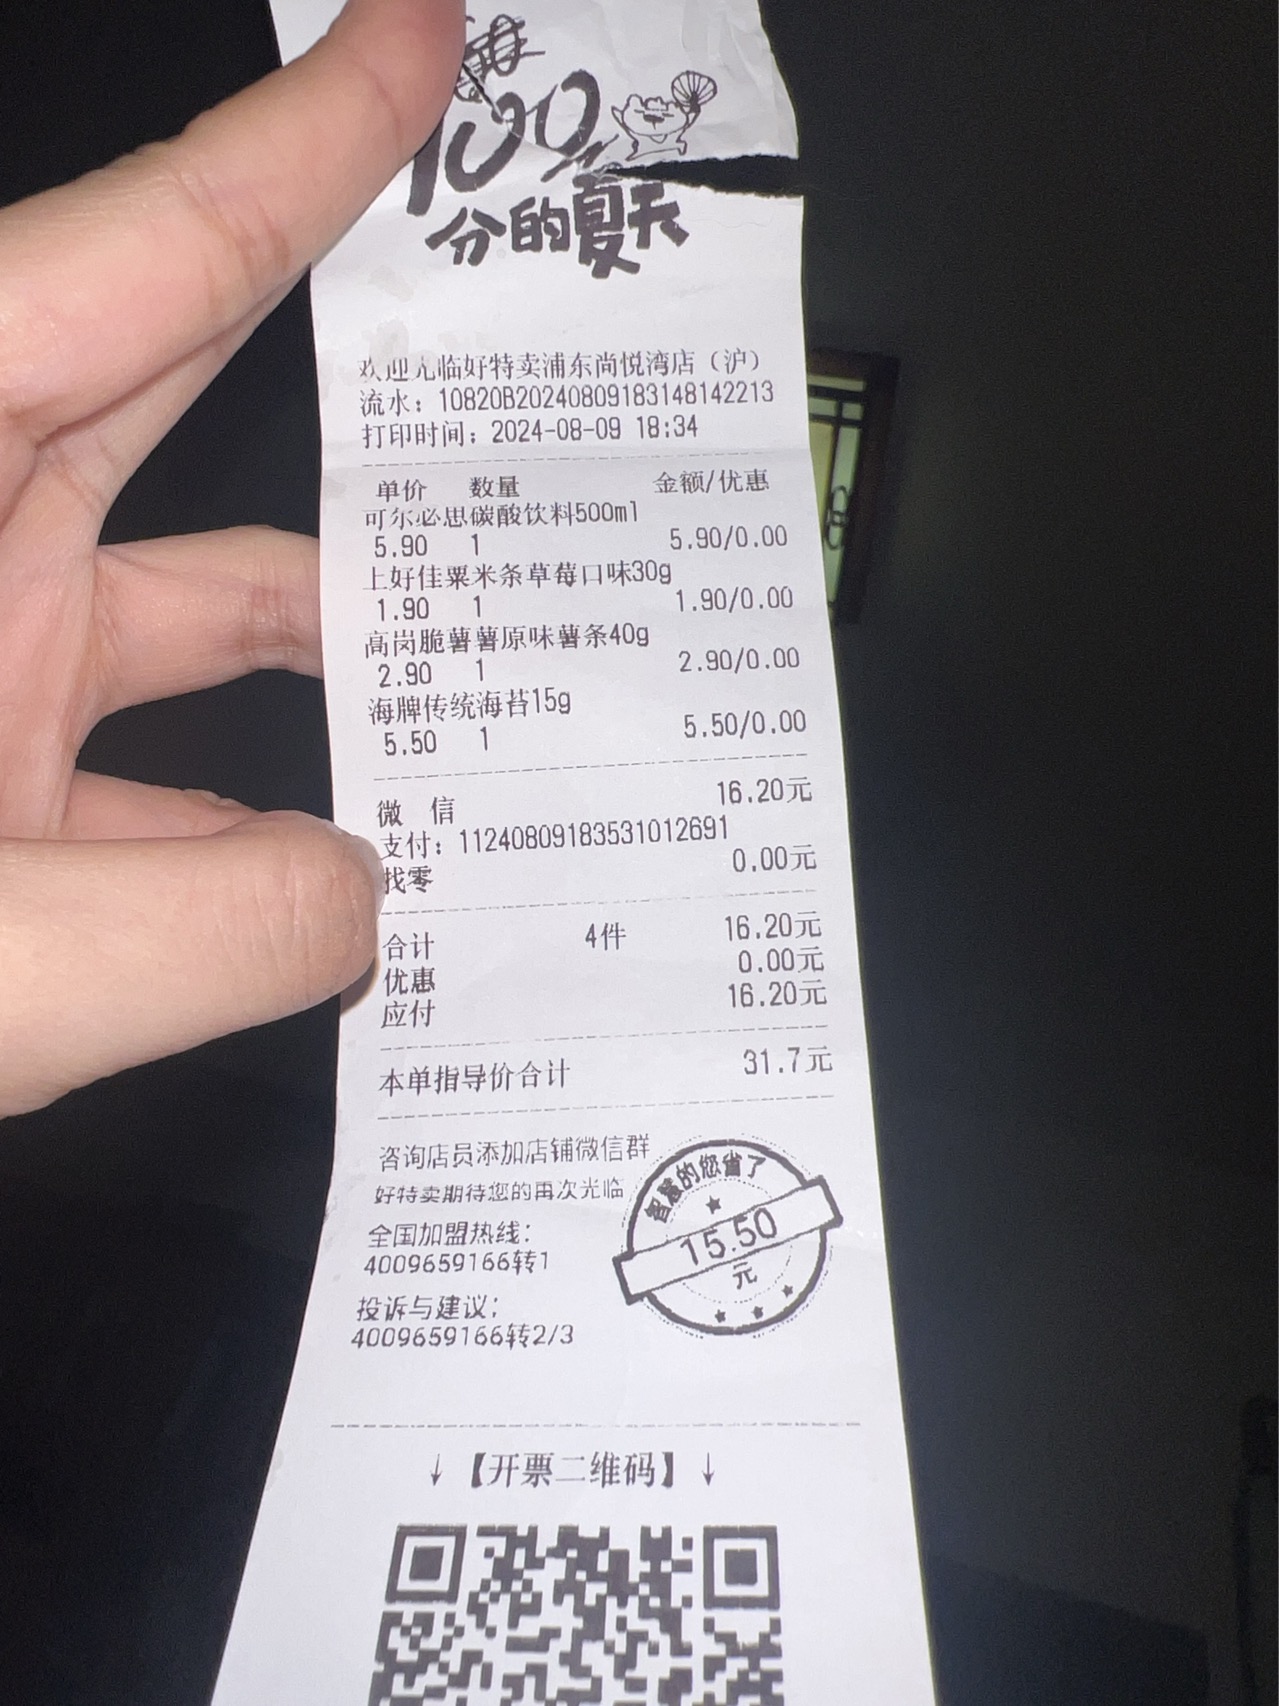 100
分的夏天
欢迎光临好特卖浦东尚悦湾店（沪）
流水：10820B20240809183148142213
打印时间：2024-08-09 18:34
单价 数量 金额/优惠
可尔必思碳酸饮料500ml
5.90 1 5.90/0.00
上好佳粟米条草莓口味30g
1.90 1 1.90/0.00
高岗脆薯薯原味薯条40g
2.90 1 2.90/0.00
海牌传统海苔15g
5.50 1 5.50/0.00
微 信 16.20元
支付：11240809183531012691
找零 0.00元
合计 4件 16.20元
优惠 0.00元
应付 16.20元
本单指导价合计 31.7元
咨询店员添加店铺微信群
好特卖期待您的再次光临
全国加盟热线：
4009659166转1
投诉与建议：
4009659166转2/3
智慧的您省了
15.50
元
↓【开票二维码】↓